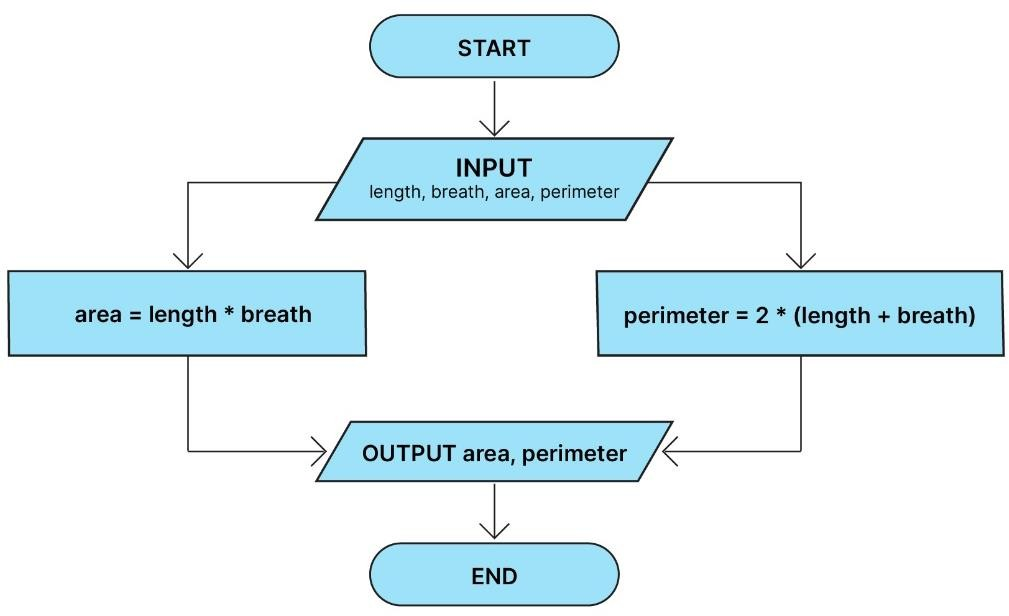 START
INPUT
length, breath, area, perimeter
area = length * breath
perimeter = 2 * (length + breath)
OUTPUT area, perimeter
END